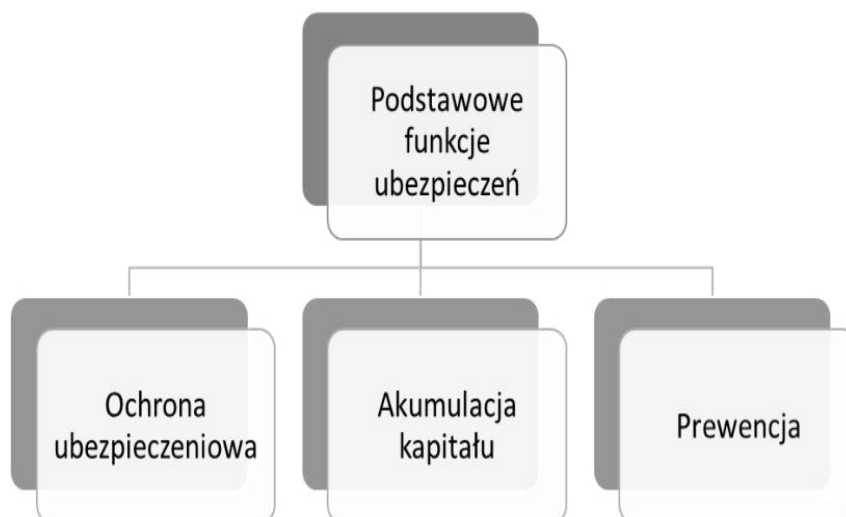 Podstawowe
funkcje
ubezpieczeń
Ochrona
ubezpieczeniowa
Akumulacja
kapitału
Prewencja